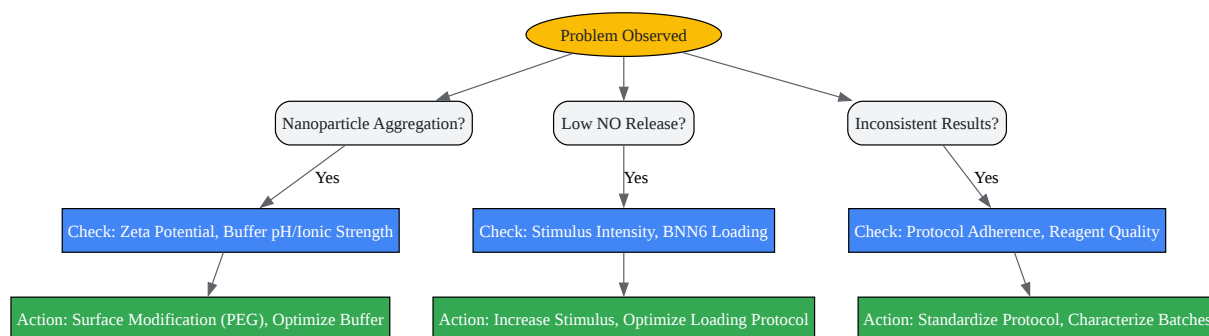 Problem Observed
Nanoparticle Aggregation?
Low NO Release?
Inconsistent Results?
Yes
Yes
Yes
Check: Zeta Potential, Buffer pH/Ionic Strength
Check: Stimulus Intensity, BNN6 Loading
Check: Protocol Adherence, Reagent Quality
Action: Surface Modification (PEG), Optimize Buffer
Action: Increase Stimulus, Optimize Loading Protocol
Action: Standardize Protocol, Characterize Batches